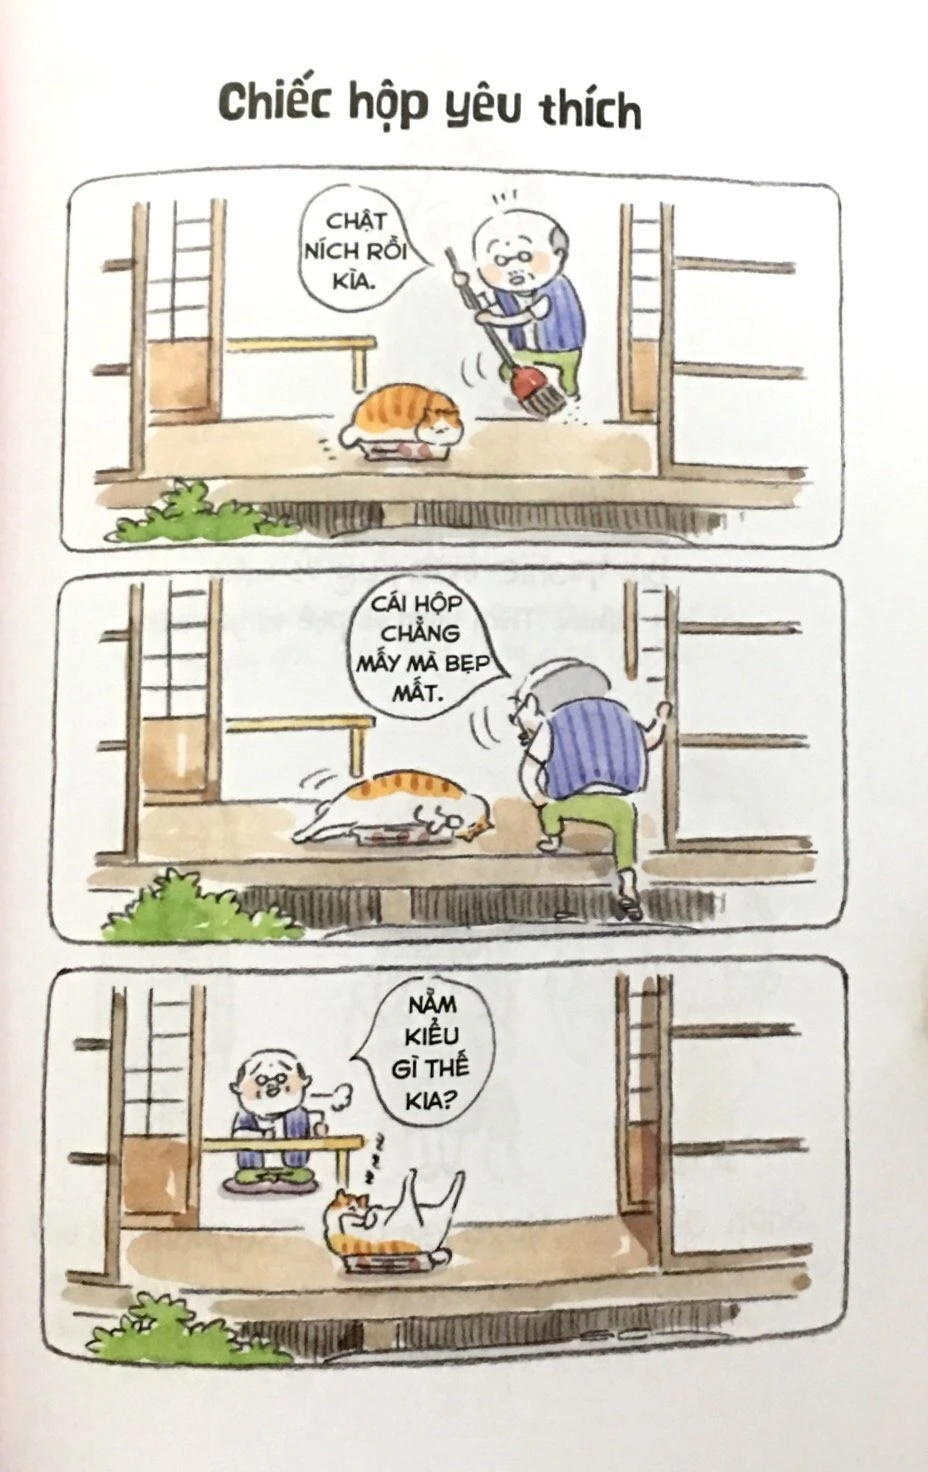 Chiếc hộp yêu thích
CHẬT
NÍCH RỒI
KÌA.
CÁI HỘP
CHẲNG
MẤY MÀ BẸP
MẤT.
NẰM
KIỂU
GÌ THẾ
KIA?